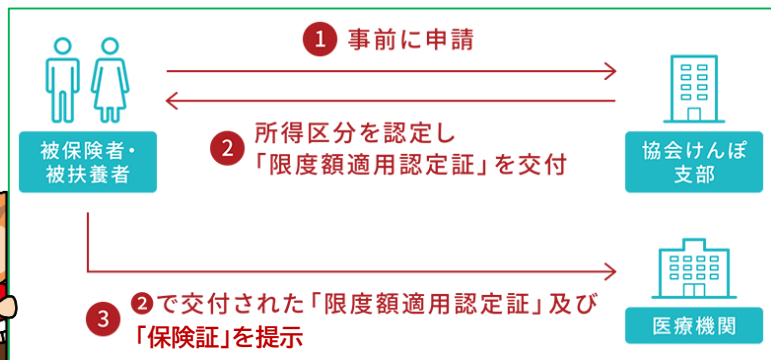 1 事前に申請
被保険者・
被扶養者
2 所得区分を認定し
「限度額適用認定証」を交付
協会けんぽ
支部
3 2で交付された「限度額適用認定証」及び
「保険証」を提示
医療機関